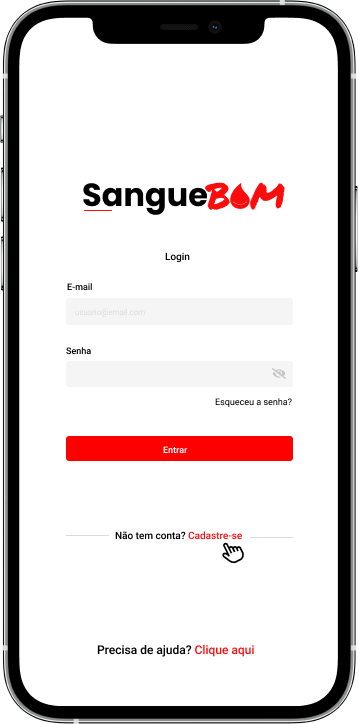 SangueBOM
Login
E-mail
usuario@email.com
Senha
Esqueceu a senha?
Entrar
Não tem conta? Cadastre-se
Precisa de ajuda? Clique aqui